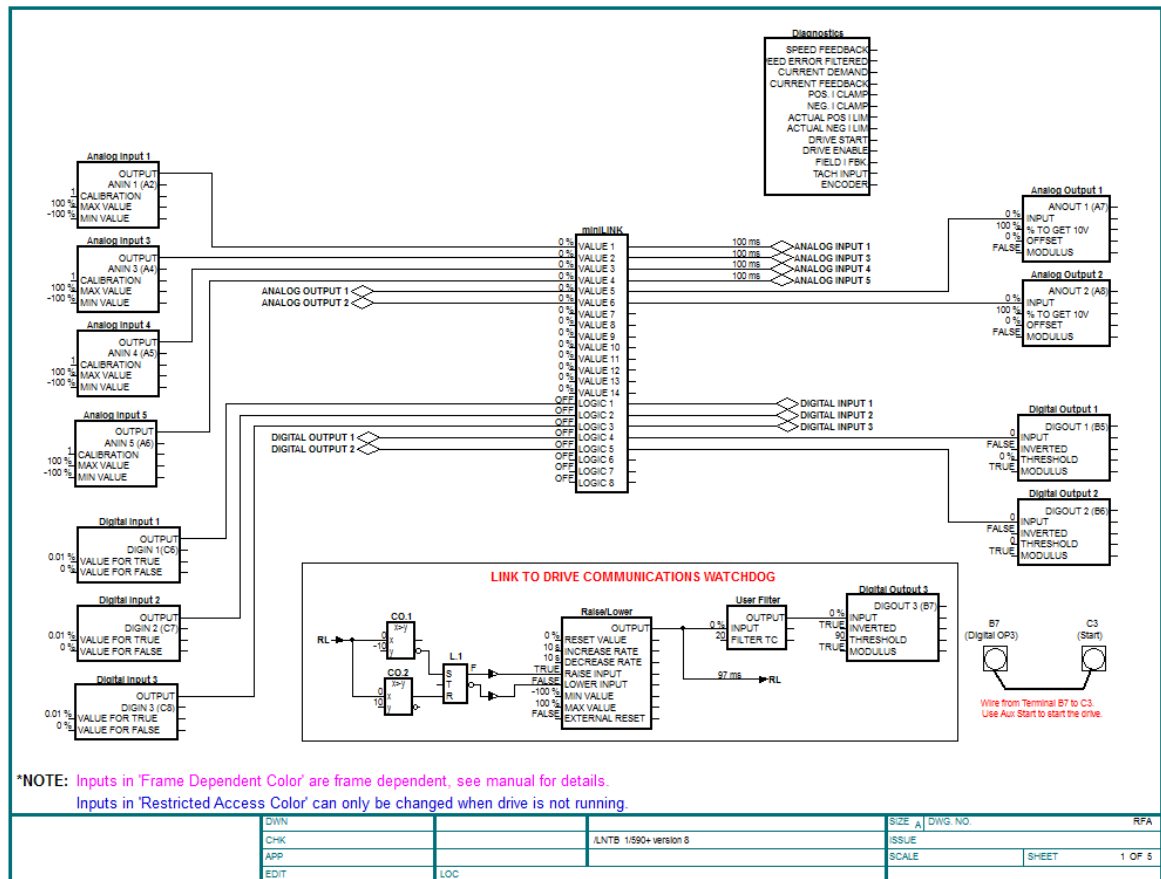 Diagnostics
SPEED FEEDBACK
EED ERROR FILTERED
CURRENT DEMAND
CURRENT FEEDBACK
POS. I CLAMP
NEG. I CLAMP
ACTUAL POS I LIM
ACTUAL NEG I LIM
DRIVE START
DRIVE ENABLE
FIELD I FBK
TACH INPUT
ENCODER
Analog Input 1
OUTPUT
ANIN 1 (A2)
1 CALIBRATION
100 % MAX VALUE
-100 % MIN VALUE
Analog Input 3
OUTPUT
ANIN 3 (A4)
1 CALIBRATION
100 % MAX VALUE
-100 % MIN VALUE
Analog Input 4
OUTPUT
ANIN 4 (A5)
1 CALIBRATION
100 % MAX VALUE
-100 % MIN VALUE
Analog Input 5
OUTPUT
ANIN 5 (A6)
1 CALIBRATION
100 % MAX VALUE
-100 % MIN VALUE
Digital Input 1
OUTPUT
DIGIN 1(C6)
0.01 % VALUE FOR TRUE
0 % VALUE FOR FALSE
Digital Input 2
OUTPUT
DIGIN 2 (C7)
0.01 % VALUE FOR TRUE
0 % VALUE FOR FALSE
Digital Input 3
OUTPUT
DIGIN 3 (C8)
0.01 % VALUE FOR TRUE
0 % VALUE FOR FALSE
ANALOG OUTPUT 1
ANALOG OUTPUT 2
DIGITAL OUTPUT 1
DIGITAL OUTPUT 2
miniLINK
0 % VALUE 1 100 ms ANALOG INPUT 1
0 % VALUE 2 100 ms ANALOG INPUT 3
0 % VALUE 3 100 ms ANALOG INPUT 4
0 % VALUE 4 100 ms ANALOG INPUT 5
0 % VALUE 5
0 % VALUE 6
0 % VALUE 7
0 % VALUE 8
0 % VALUE 9
0 % VALUE 10
0 % VALUE 11
0 % VALUE 12
0 % VALUE 13
0 % VALUE 14
OFF LOGIC 1 DIGITAL INPUT 1
OFF LOGIC 2 DIGITAL INPUT 2
OFF LOGIC 3 DIGITAL INPUT 3
OFF LOGIC 4
OFF LOGIC 5
OFF LOGIC 6
OFF LOGIC 7
OFF LOGIC 8
Analog Output 1
ANOUT 1 (A7)
0 % INPUT
100 % % TO GET 10V
0 % OFFSET
FALSE MODULUS
Analog Output 2
ANOUT 2 (A8)
0 % INPUT
100 % % TO GET 10V
0 % OFFSET
FALSE MODULUS
Digital Output 1
DIGOUT 1 (B5)
0 INPUT
FALSE INVERTED
0 % THRESHOLD
TRUE MODULUS
Digital Output 2
DIGOUT 2 (B6)
0 INPUT
FALSE INVERTED
0 THRESHOLD
TRUE MODULUS
LINK TO DRIVE COMMUNICATIONS WATCHDOG
RL
CO.1
x>y
0 x
-10 y
CO.2
x>y
0 x
10 y
L.1
S
T
R
F
Raise/Lower
OUTPUT
0 % RESET VALUE
10 s INCREASE RATE
10 s DECREASE RATE
TRUE RAISE INPUT
FALSE LOWER INPUT
-100 % MIN VALUE
100 % MAX VALUE
FALSE EXTERNAL RESET
User Filter
OUTPUT
0 % INPUT
20 FILTER TC
97 ms RL
Digital Output 3
DIGOUT 3 (B7)
0 % INPUT
TRUE INVERTED
90 THRESHOLD
TRUE MODULUS
B7
(Digital OP3)
C3
(Start)
Wire from Terminal B7 to C3.
Use Aux Start to start the drive.
*NOTE: Inputs in 'Frame Dependent Color' are frame dependent, see manual for details.
Inputs in 'Restricted Access Color' can only be changed when drive is not running.
DWN SIZE A DWG. NO. RFA
CHK /LNTB 1/590+ version 8 ISSUE
APP SCALE SHEET 1 OF 5
EDIT LOC